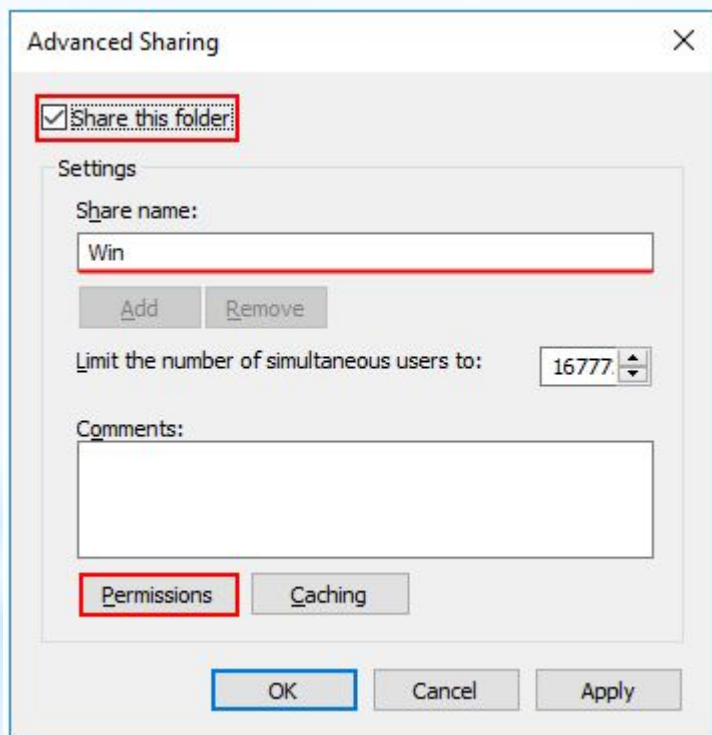 Advanced Sharing
Share this folder
Settings
Share name:
Win
Add Remove
Limit the number of simultaneous users to: 16777
Comments:
Permissions Caching
OK Cancel Apply